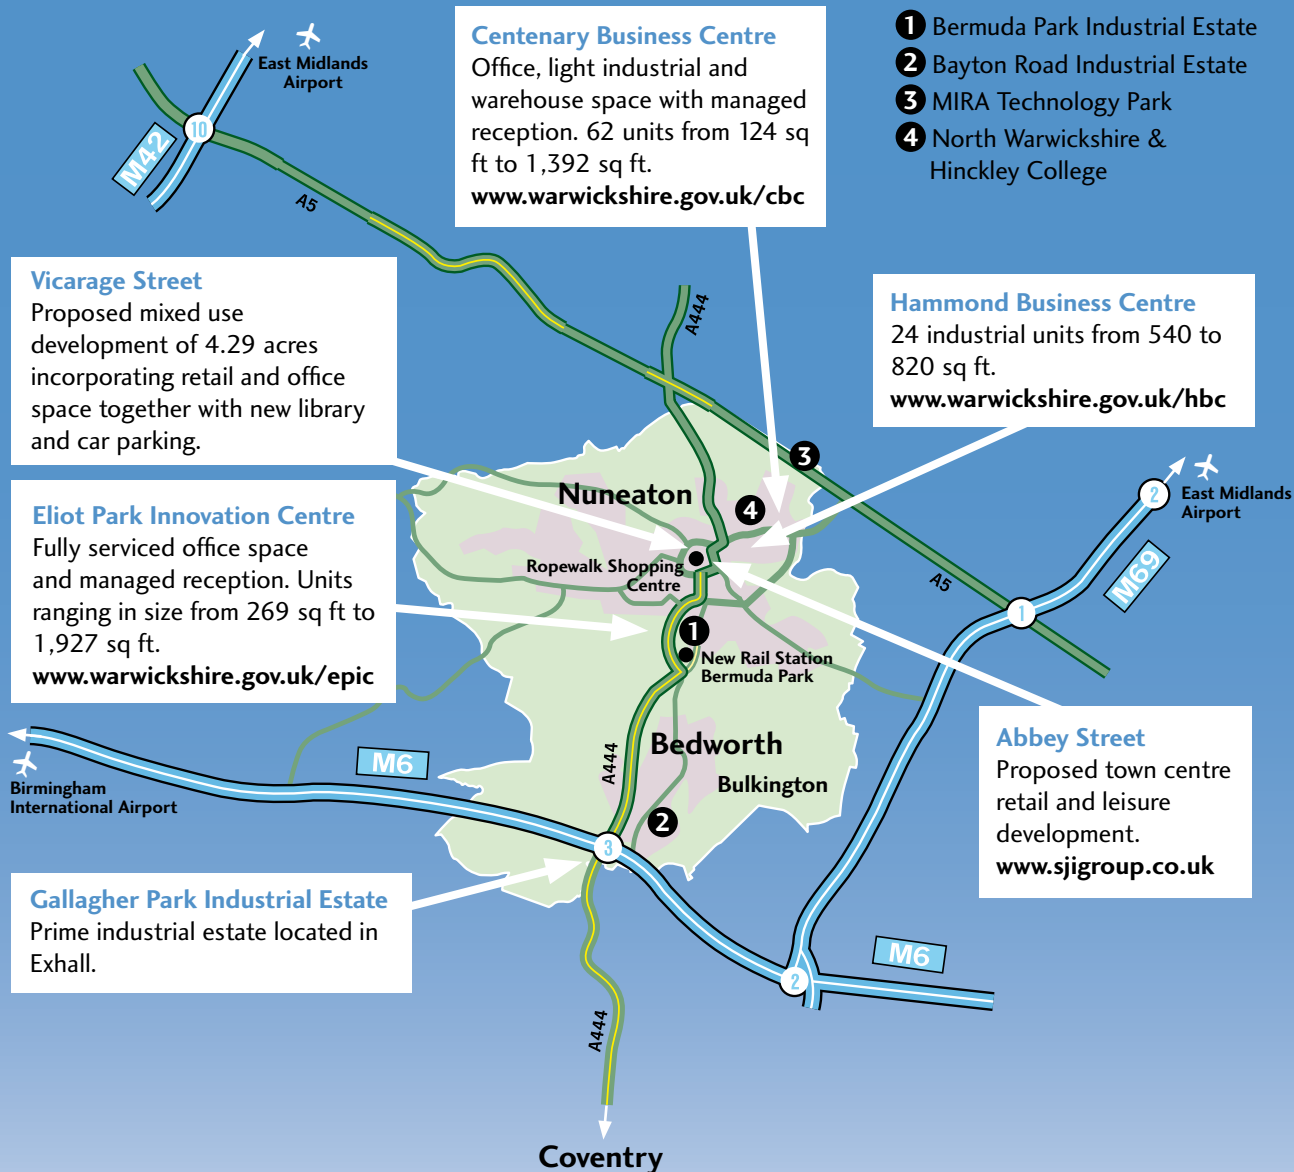 Centenary Business Centre
Office, light industrial and
warehouse space with managed
reception. 62 units from 124 sq
ft to 1,392 sq ft.
www.warwickshire.gov.uk/cbc
1 Bermuda Park Industrial Estate
2 Bayton Road Industrial Estate
3 MIRA Technology Park
4 North Warwickshire &
Hinckley College
East Midlands
Airport
10
M42
A5
A444
Vicarage Street
Proposed mixed use
development of 4.29 acres
incorporating retail and office
space together with new library
and car parking.
Hammond Business Centre
24 industrial units from 540 to
820 sq ft.
www.warwickshire.gov.uk/hbc
3
Nuneaton
4
2
East Midlands
Airport
Eliot Park Innovation Centre
Fully serviced office space
and managed reception. Units
ranging in size from 269 sq ft to
1,927 sq ft.
www.warwickshire.gov.uk/epic
Ropewalk Shopping
Centre
A5
M69
1
1
New Rail Station
Bermuda Park
Bedworth
Bulkington
A444
M6
Birmingham
International Airport
2
3
Abbey Street
Proposed town centre
retail and leisure
development.
www.sjigroup.co.uk
Gallagher Park Industrial Estate
Prime industrial estate located in
Exhall.
M6
2
A444
Coventry